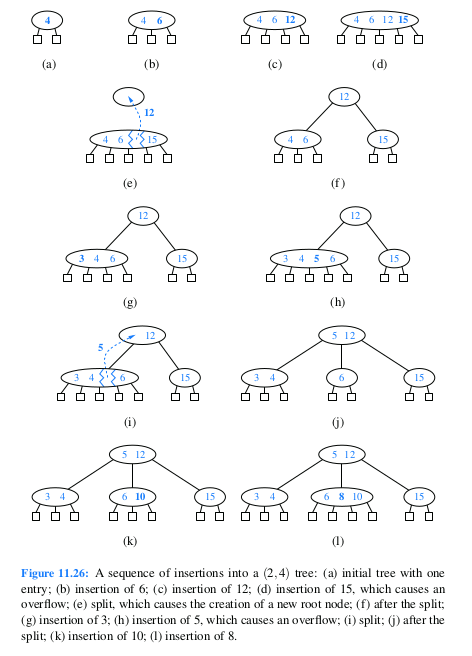 4
4 6
4 6 12
4 6 12 15
(a)
(b)
(c)
(d)
12
4 6 15
(e)
12
4 6
15
(f)
12
3 4 6
15
(g)
12
3 4 5 6
15
(h)
5
12
3 4 6
15
(i)
5 12
3 4
6
15
(j)
5 12
3 4
6 10
15
(k)
5 12
3 4
6 8 10
15
(l)
Figure 11.26: A sequence of insertions into a (2,4) tree: (a) initial tree with one
entry; (b) insertion of 6; (c) insertion of 12; (d) insertion of 15, which causes an
overflow; (e) split, which causes the creation of a new root node; (f) after the split;
(g) insertion of 3; (h) insertion of 5, which causes an overflow; (i) split; (j) after the
split; (k) insertion of 10; (l) insertion of 8.